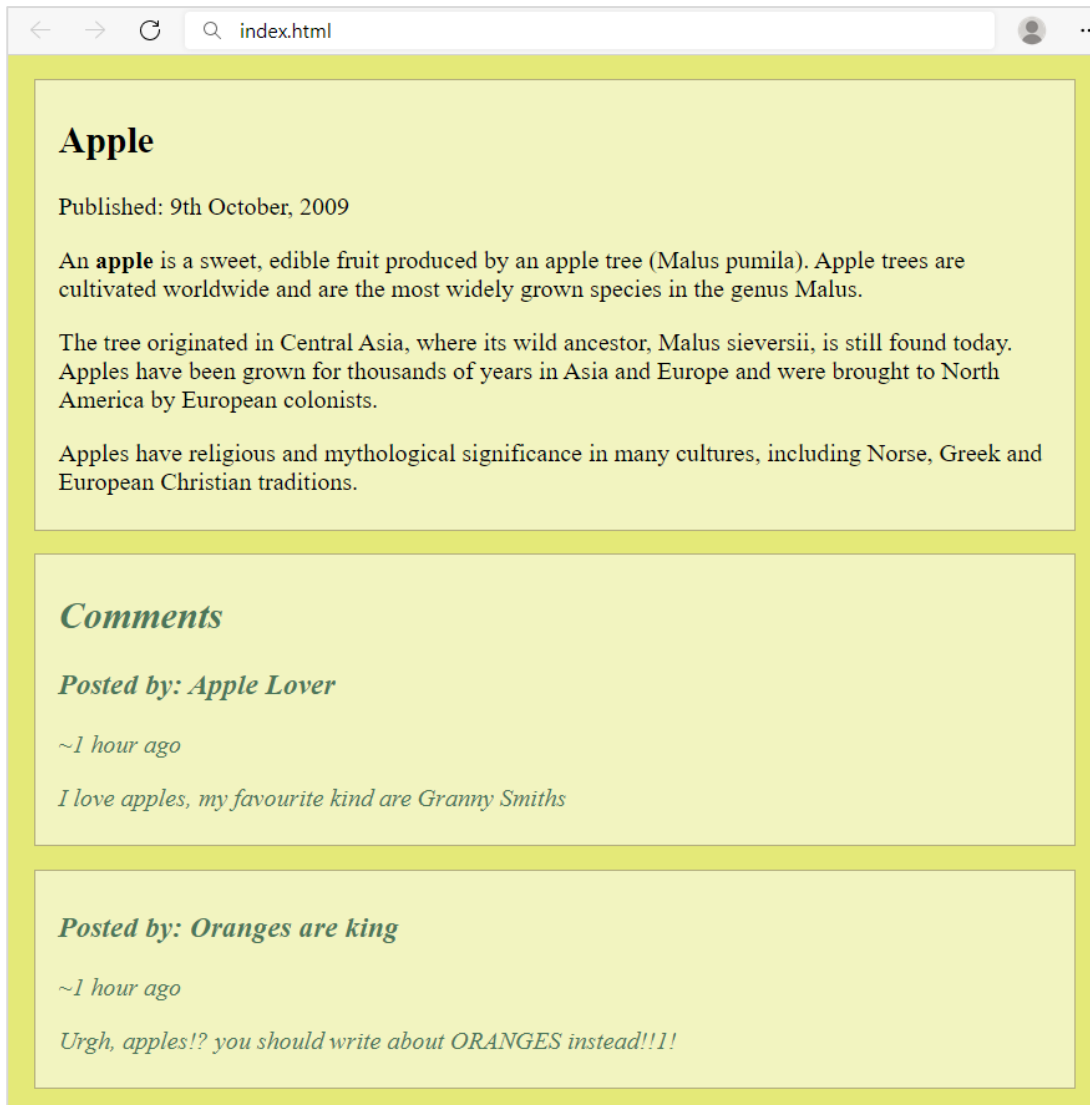 index.html
Apple
Published: 9th October, 2009
An apple is a sweet, edible fruit produced by an apple tree (Malus pumila). Apple trees are
cultivated worldwide and are the most widely grown species in the genus Malus.
The tree originated in Central Asia, where its wild ancestor, Malus sieversii, is still found today.
Apples have been grown for thousands of years in Asia and Europe and were brought to North
America by European colonists.
Apples have religious and mythological significance in many cultures, including Norse, Greek and
European Christian traditions.
Comments
Posted by: Apple Lover
~1 hour ago
I love apples, my favourite kind are Granny Smiths
Posted by: Oranges are king
~1 hour ago
Urgh, apples!? you should write about ORANGES instead!!1!